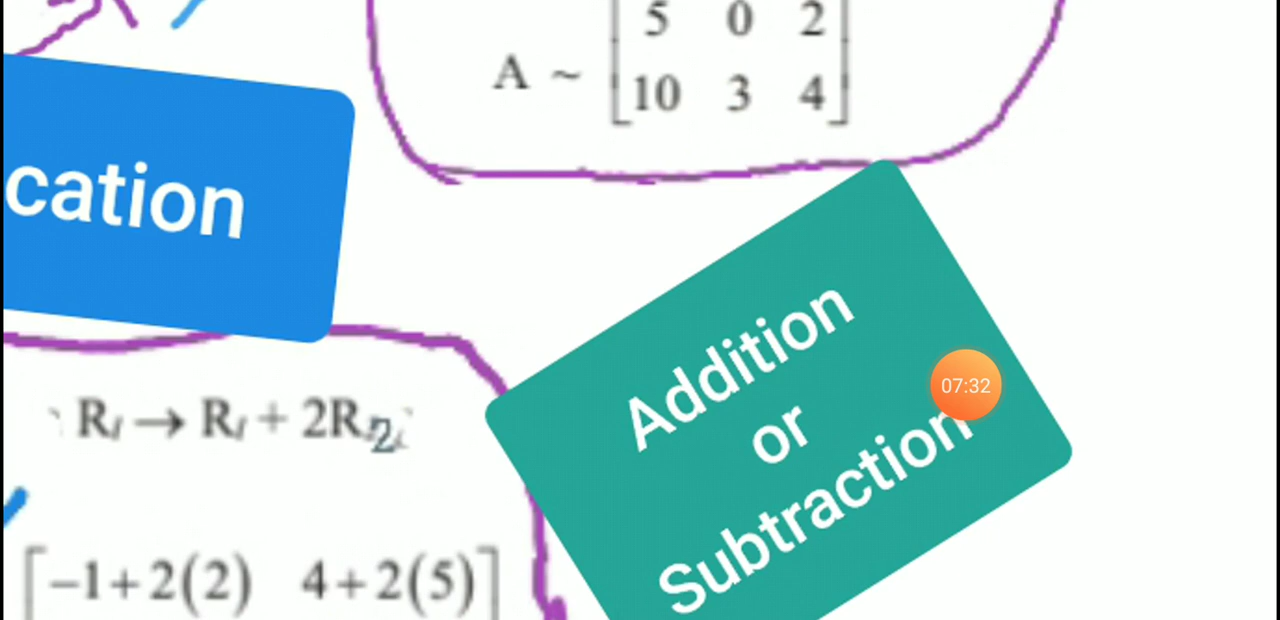 5 0 2
A ~
10 3 4
cation
Addition
or
Subtraction
07:32
R₁ → R₁ + 2R₂
−1+2(2) 4+2(5)